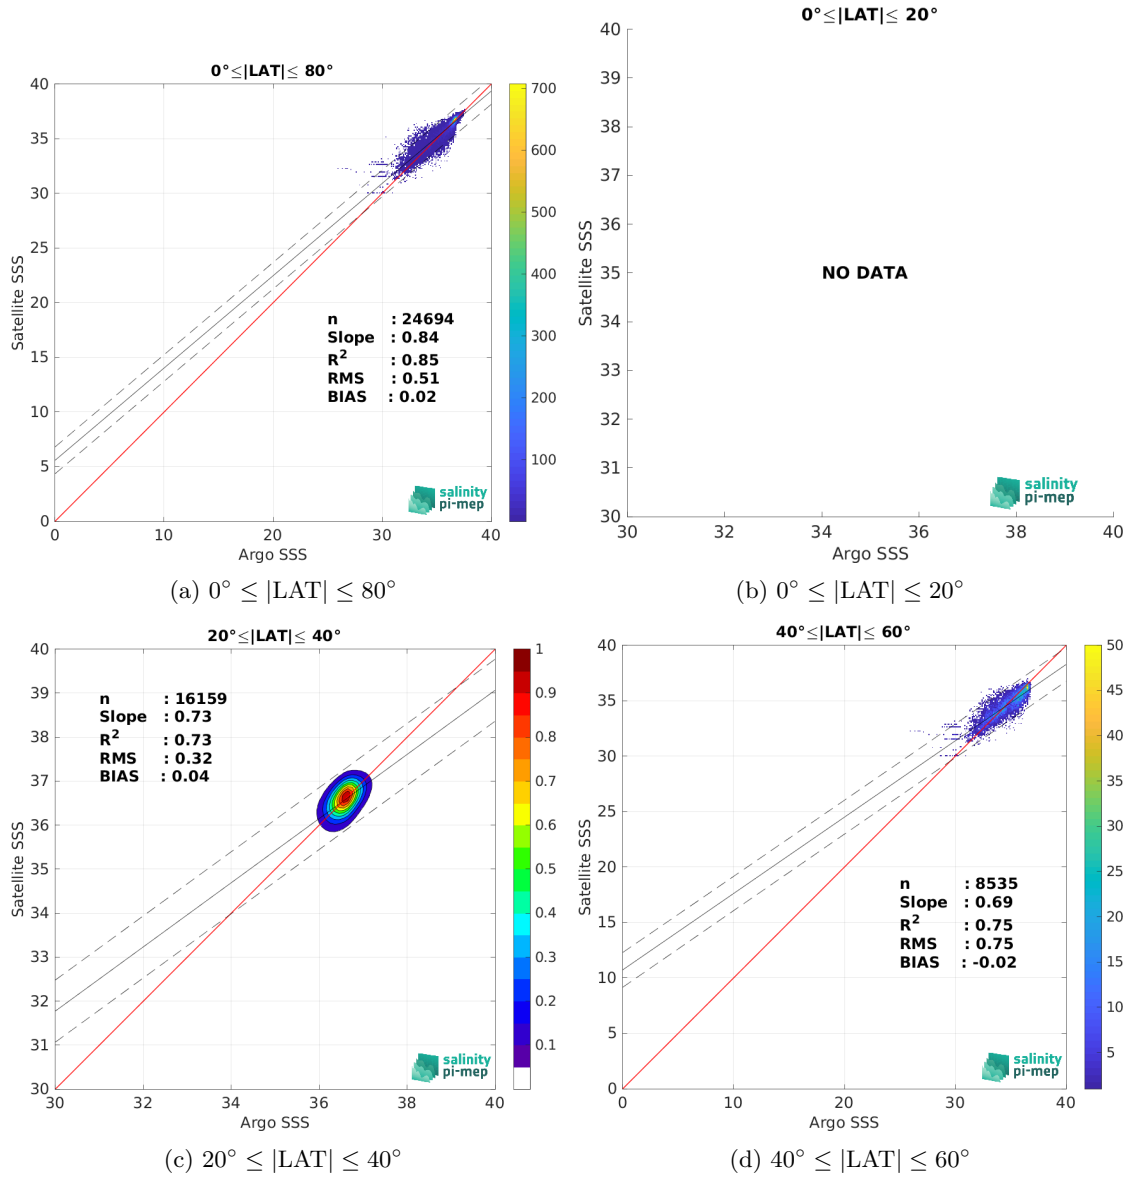 0°≤|LAT|≤ 80°
40
35
30
25
20
15
10
5
0
0
10
20
30
40
Satellite SSS
Argo SSS
n : 24694
Slope : 0.84
R2 : 0.85
RMS : 0.51
BIAS : 0.02
700
600
500
400
300
200
100
salinity
pi-mep
(a) 0° ≤ |LAT| ≤ 80°
0°≤|LAT|≤ 20°
40
39
38
37
36
35
34
33
32
31
30
30
32
34
36
38
40
Satellite SSS
Argo SSS
NO DATA
salinity
pi-mep
(b) 0° ≤ |LAT| ≤ 20°
20°≤|LAT|≤ 40°
40
39
38
37
36
35
34
33
32
31
30
30
32
34
36
38
40
Satellite SSS
Argo SSS
n : 16159
Slope : 0.73
R2 : 0.73
RMS : 0.32
BIAS : 0.04
1
0.9
0.8
0.7
0.6
0.5
0.4
0.3
0.2
0.1
salinity
pi-mep
(c) 20° ≤ |LAT| ≤ 40°
40°≤|LAT|≤ 60°
40
35
30
25
20
15
10
5
0
0
10
20
30
40
Satellite SSS
Argo SSS
n : 8535
Slope : 0.69
R2 : 0.75
RMS : 0.75
BIAS : -0.02
50
45
40
35
30
25
20
15
10
5
salinity
pi-mep
(d) 40° ≤ |LAT| ≤ 60°